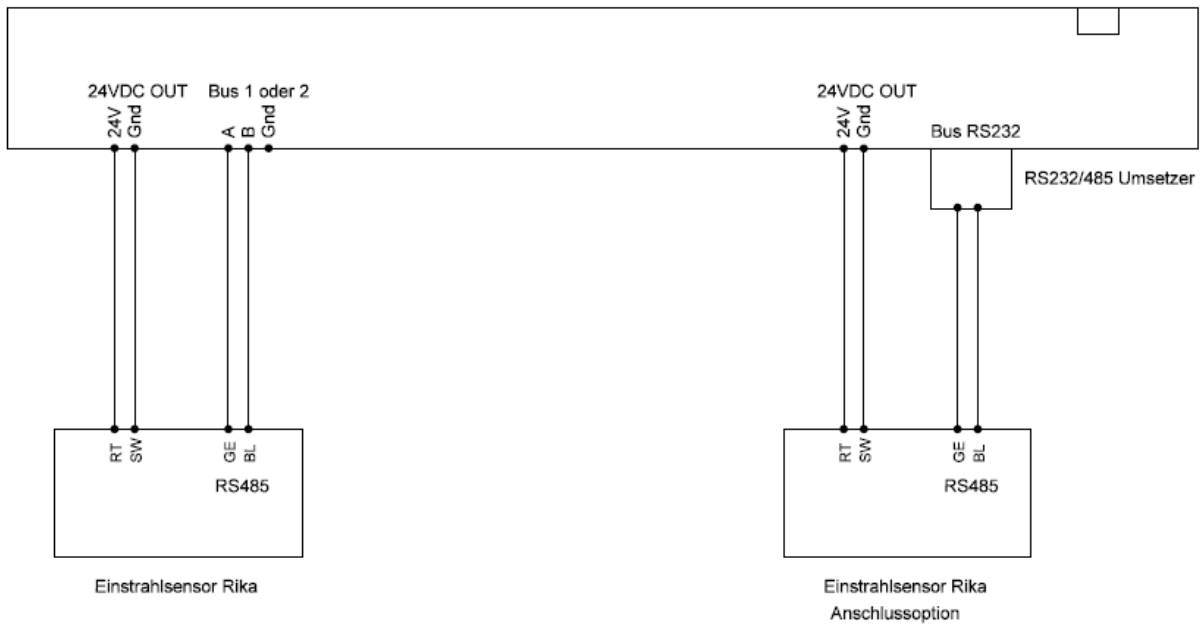 24VDC OUT
Bus 1 oder 2
24V
Gnd
A
B
Gnd
24VDC OUT
24V
Gnd
Bus RS232
RS232/485 Umsetzer
RT
SW
GE
BL
RS485
Einstrahlsensor Rika
RT
SW
GE
BL
RS485
Einstrahlsensor Rika
Anschlussoption